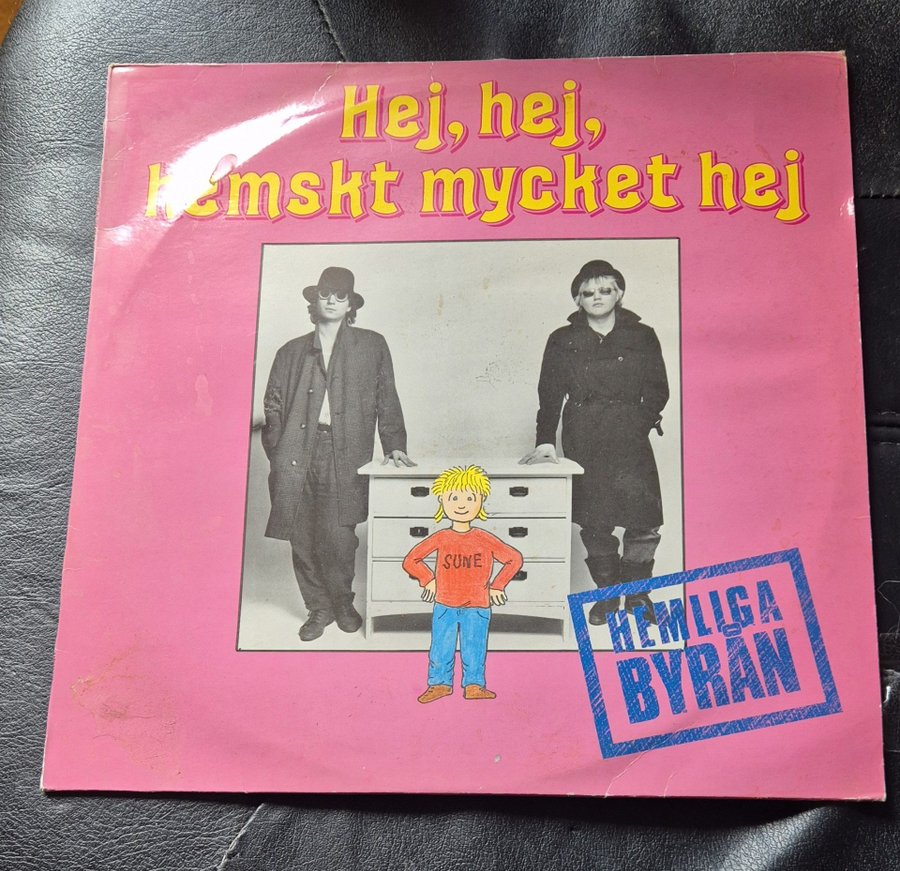 Hej, hej,
hemskt mycket hej
SUNE
HEMLIGA
BYRÅN